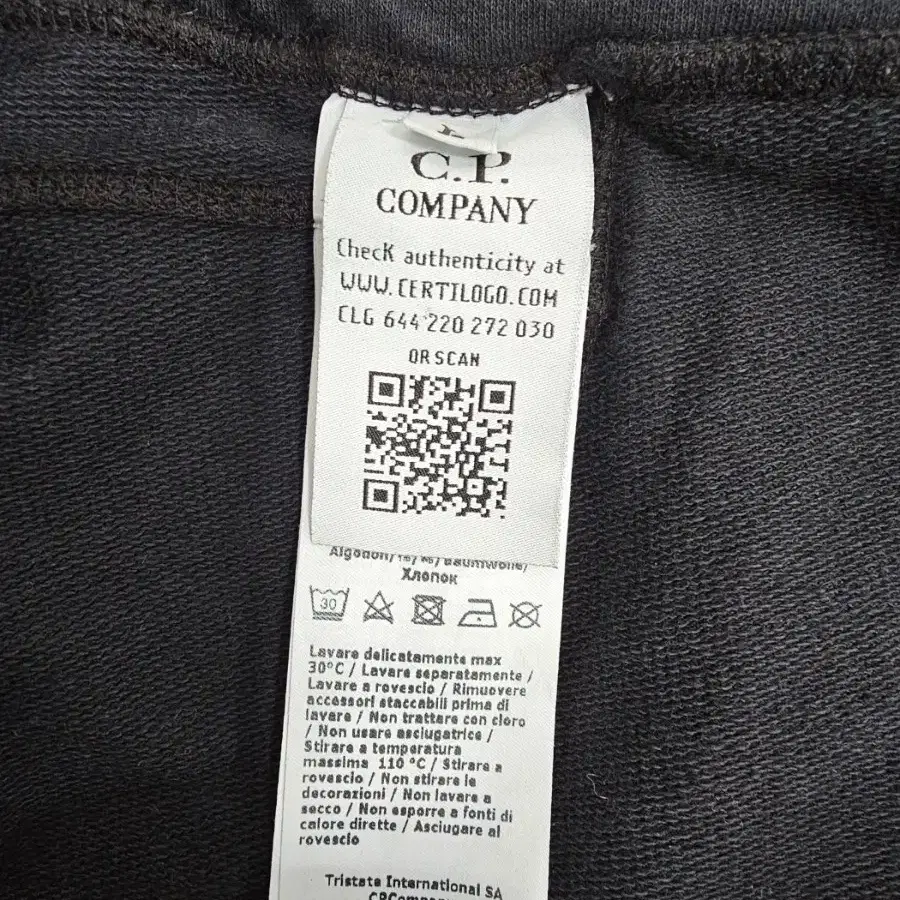 C.P.
COMPANY
Check authenticity at
WWW.CERTILOGO.COM
CLG 644 220 272 030
OR SCAN
Algodon/
Хлопок
30
Lavare delicatamente max
30°C / Lavare separatamente /
Lavare a rovescio / Rimuovere
accessori staccabili prima di
lavare / Non trattare con cloro
/ Non usare asciugatrice /
Stirare a temperatura
massima 110 °C / Stirare a
rovescio / Non stirare le
decorazioni / Non lavare a
secco / Non esporre a fonti di
calore dirette / Asciugare al
rovescio
Tristate International SA